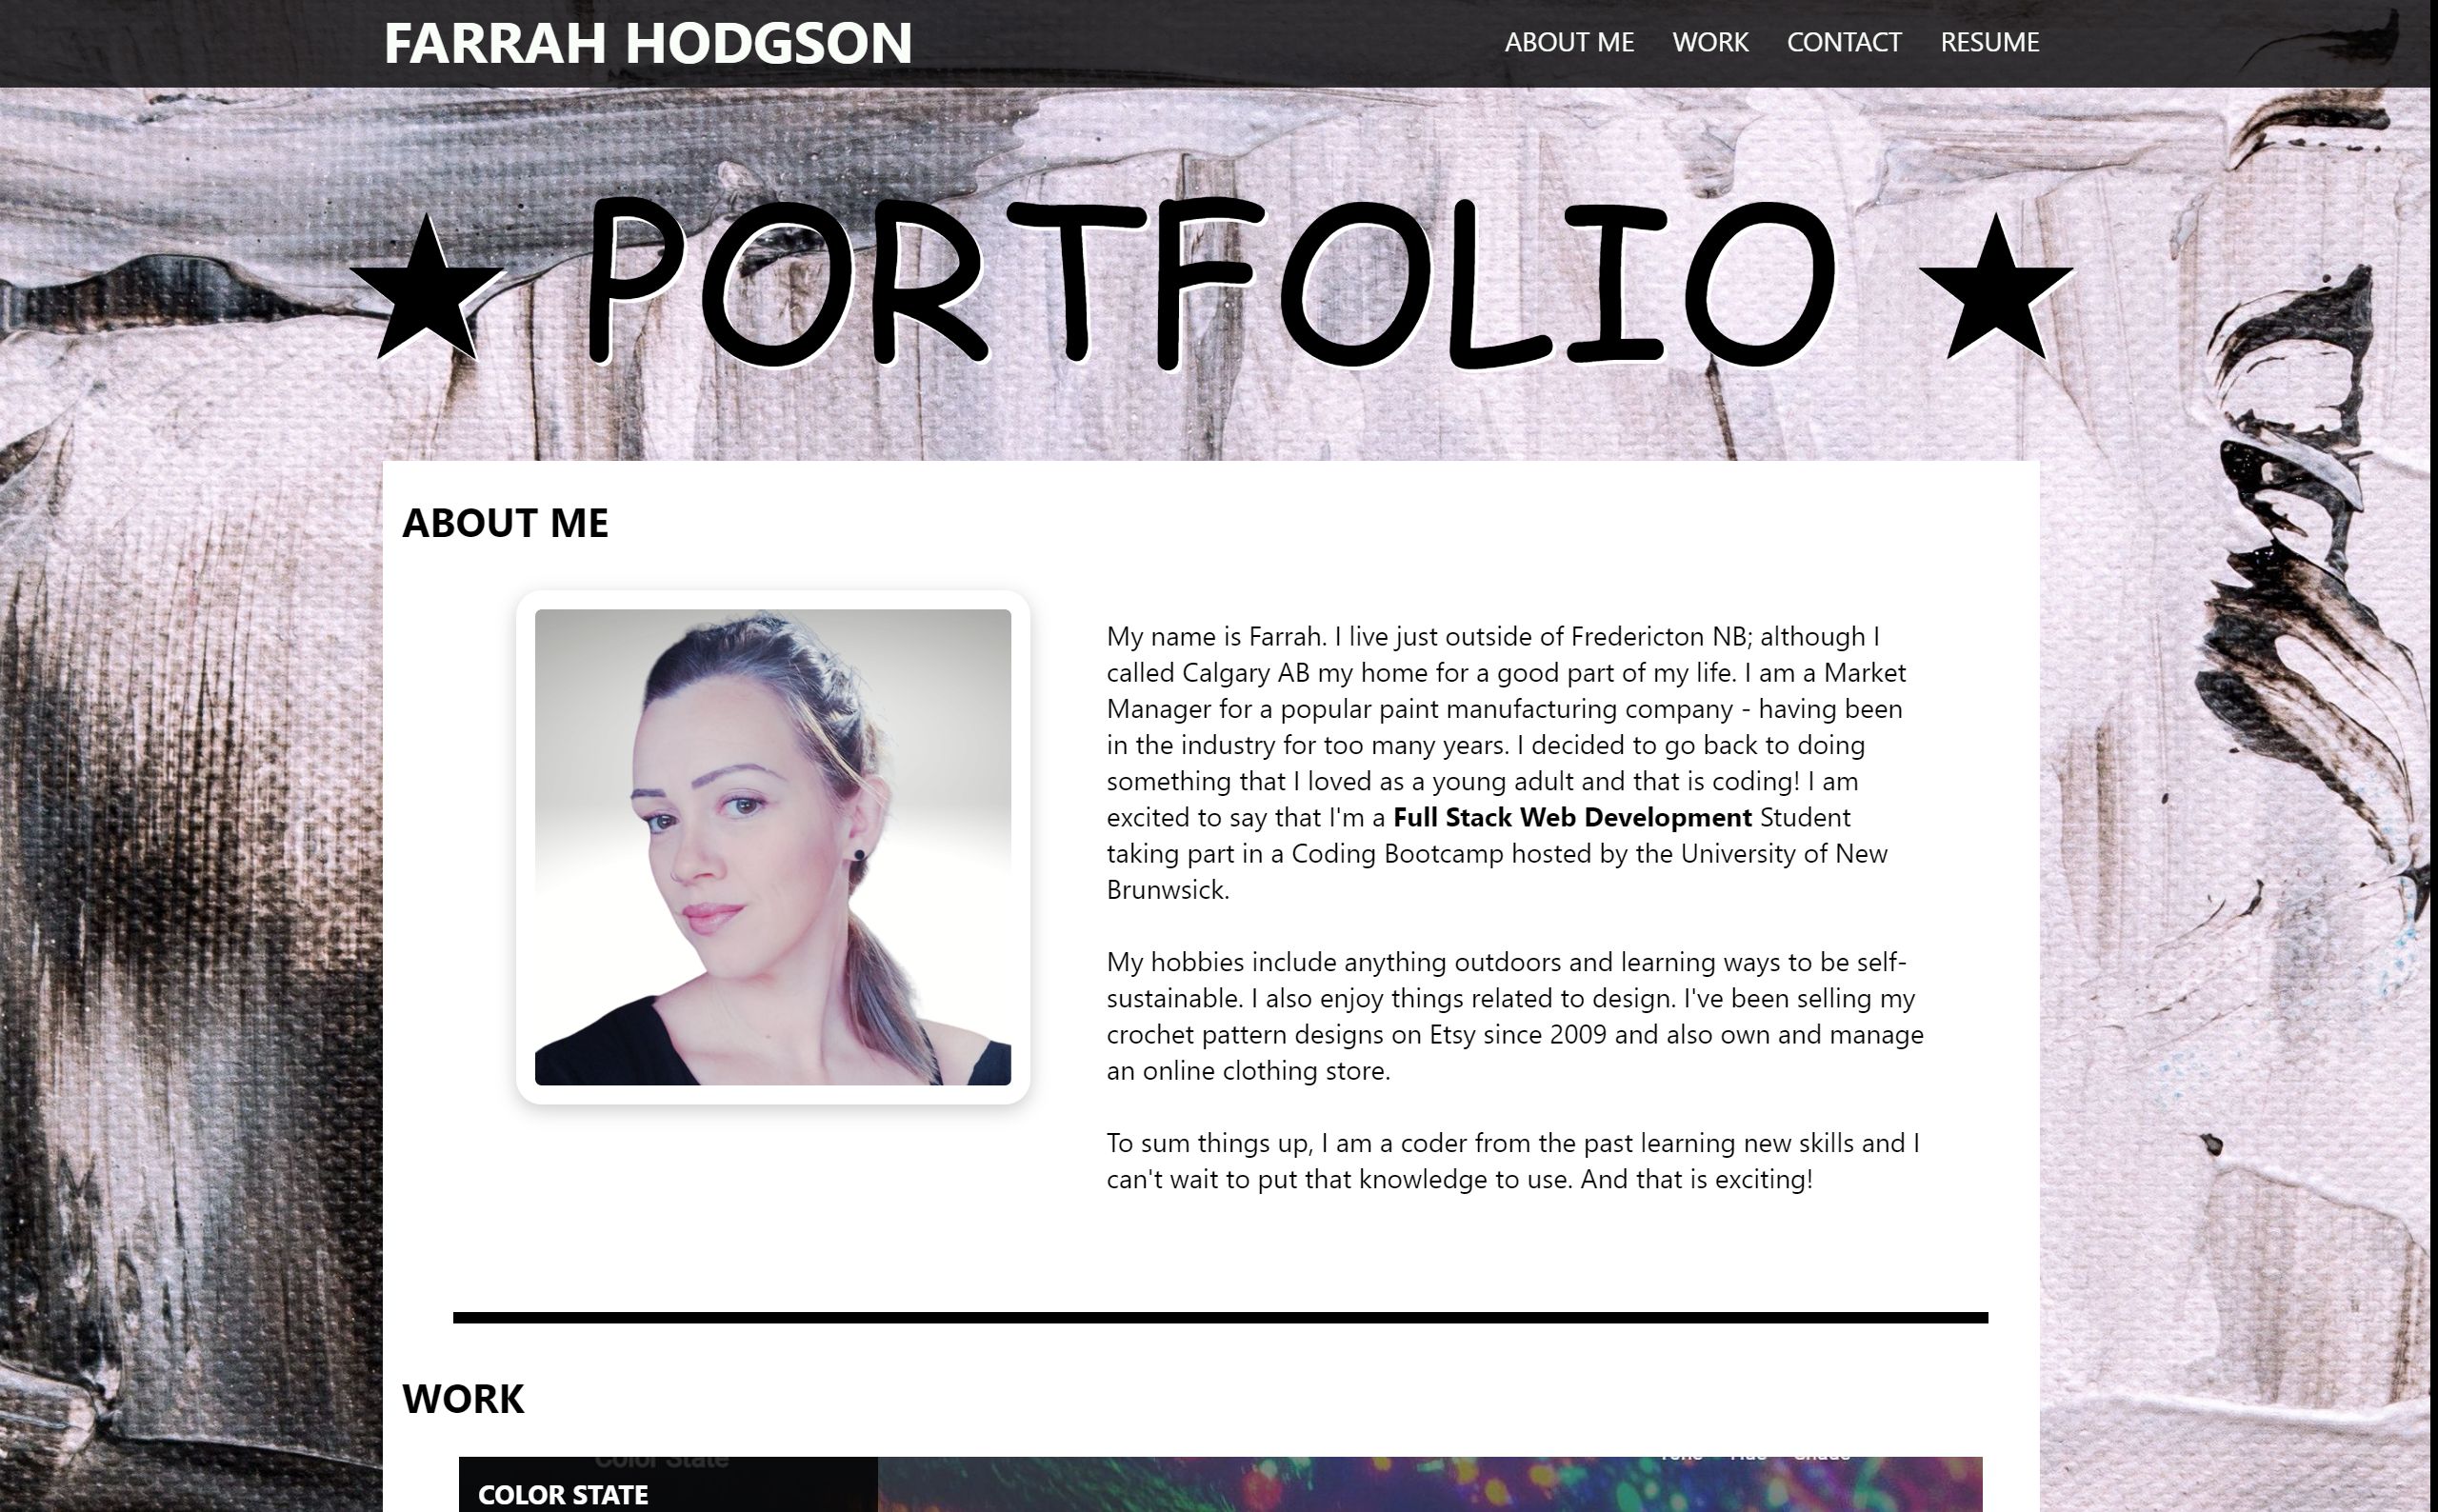 FARRAH HODGSON
ABOUT ME WORK CONTACT RESUME
★ PORTFOLIO ★
ABOUT ME
My name is Farrah. I live just outside of Fredericton NB; although I
called Calgary AB my home for a good part of my life. I am a Market
Manager for a popular paint manufacturing company - having been
in the industry for too many years. I decided to go back to doing
something that I loved as a young adult and that is coding! I am
excited to say that I'm a Full Stack Web Development Student
taking part in a Coding Bootcamp hosted by the University of New
Brunwsick.
My hobbies include anything outdoors and learning ways to be self-
sustainable. I also enjoy things related to design. I've been selling my
crochet pattern designs on Etsy since 2009 and also own and manage
an online clothing store.
To sum things up, I am a coder from the past learning new skills and I
can't wait to put that knowledge to use. And that is exciting!
WORK
Color State
COLOR STATE